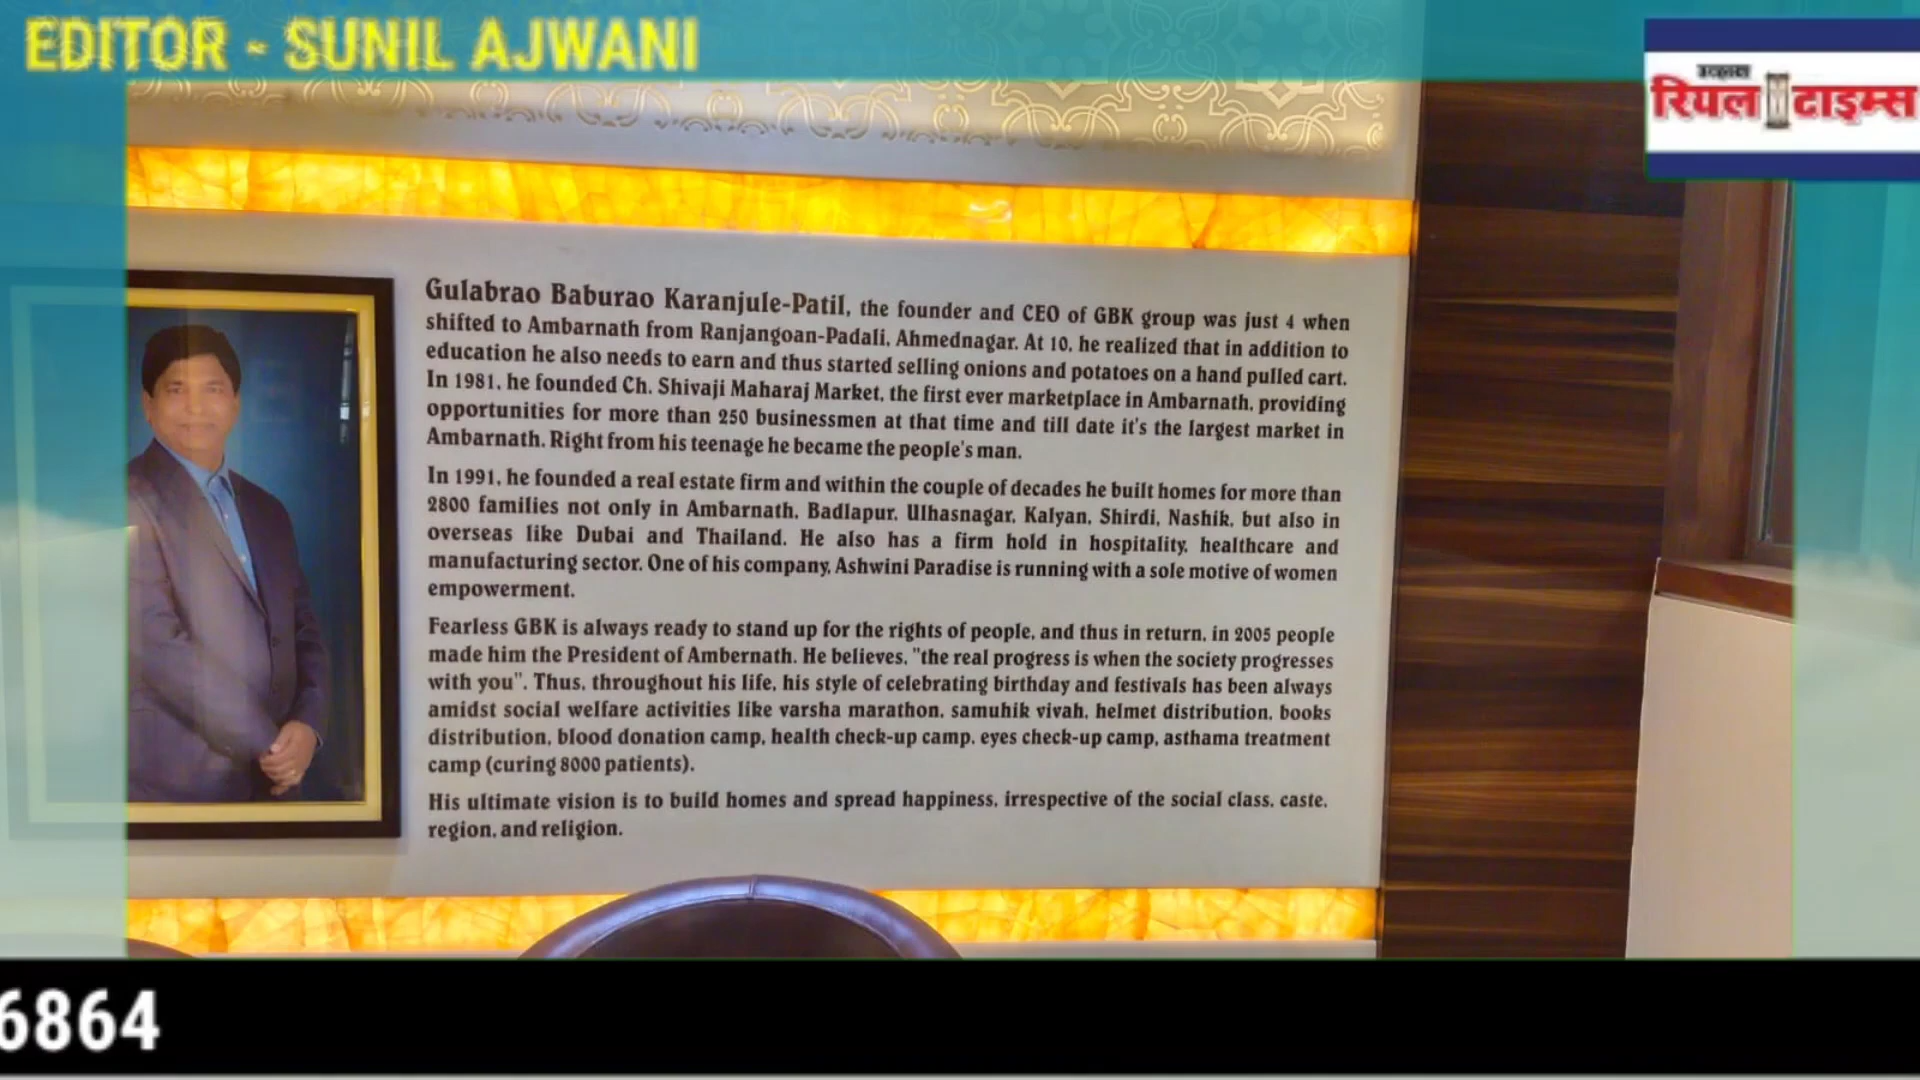 EDITOR - SUNIL AJWANI
रियल टाइम्स
Gulabrao Baburao Karanjule-Patil, the founder and CEO of GBK group was just 4 when
shifted to Ambarnath from Ranjangoan-Padali, Ahmednagar. At 10, he realized that in addition to
education he also needs to earn and thus started selling onions and potatoes on a hand pulled cart.
In 1981, he founded Ch. Shivaji Maharaj Market, the first ever marketplace in Ambarnath, providing
opportunities for more than 250 businessmen at that time and till date it's the largest market in
Ambarnath. Right from his teenage he became the people's man.
In 1991, he founded a real estate firm and within the couple of decades he built homes for more than
2800 families not only in Ambarnath, Badlapur, Ulhasnagar, Kalyan, Shirdi, Nashik, but also in
overseas like Dubai and Thailand. He also has a firm hold in hospitality, healthcare and
manufacturing sector. One of his company, Ashwini Paradise is running with a sole motive of women
empowerment.
Fearless GBK is always ready to stand up for the rights of people, and thus in return, in 2005 people
made him the President of Ambernath. He believes, "the real progress is when the society progresses
with you". Thus, throughout his life, his style of celebrating birthday and festivals has been always
amidst social welfare activities like varsha marathon, samuhik vivah, helmet distribution, books
distribution, blood donation camp, health check-up camp, eyes check-up camp, asthama treatment
camp (curing 8000 patients).
His ultimate vision is to build homes and spread happiness, irrespective of the social class, caste,
region, and religion.
6864